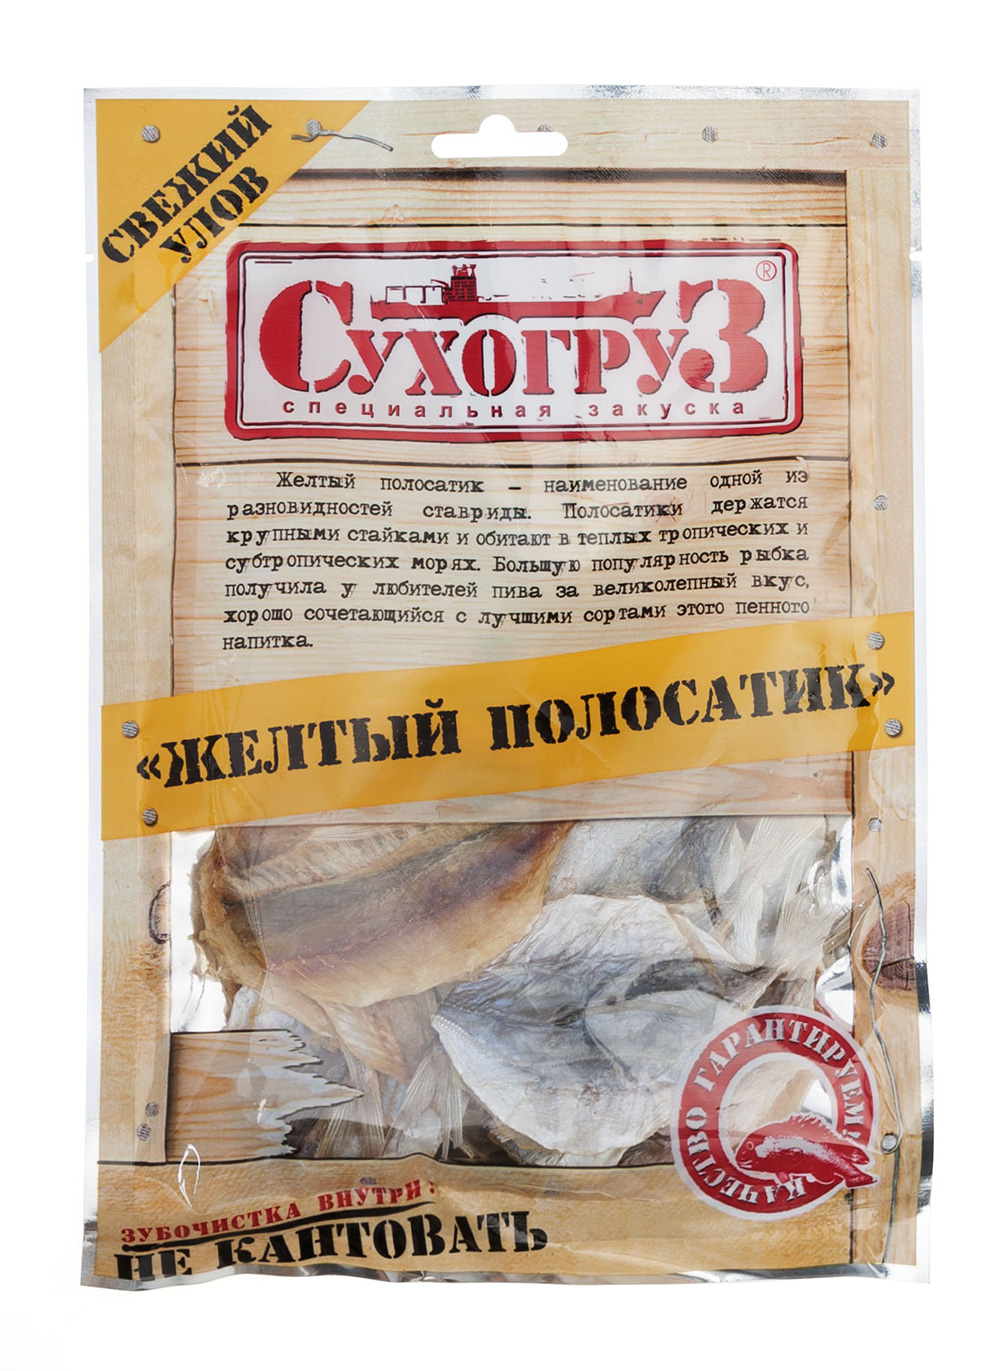 СВЕЖИЙ
УЛОВ
СУХОГРУЗ®
специальная закуска
Желтый полосатик – наименование одной из
разновидностей ставриды. Полосатики держатся
крупными стайками и обитают в теплых тропических и
субтропических морях. Большую популярность рыбка
получила у любителей пива за великолепный вкус,
хорошо сочетающийся с лучшими сортами этого пенного
напитка.
«ЖЕЛТЫЙ ПОЛОСАТИК»
КАЧЕСТВО ГАРАНТИРУЕМ!
ЗУБОЧИСТКА ВНУТРИ!
НЕ КАНТОВАТЬ